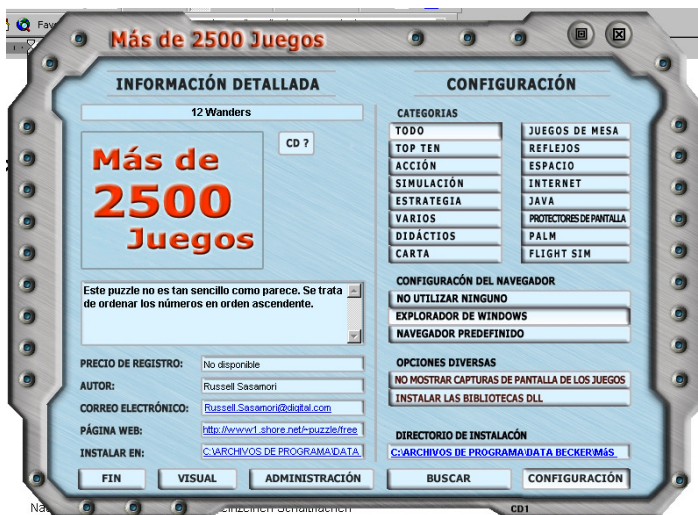 Más de 2500 Juegos
INFORMACIÓN DETALLADA
12 Wanders
CD ?
Más de
2500
Juegos
Este puzzle no es tan sencillo como parece. Se trata
de ordenar los números en orden ascendente.
PRECIO DE REGISTRO: No disponible
AUTOR: Russell Sasamori
CORREO ELECTRÓNICO: Russell.Sasamori@digital.com
PÁGINA WEB: http://www1.shore.net/~puzzle/free
INSTALAR EN: C:\ARCHIVOS DE PROGRAMA\DATA
CONFIGURACIÓN
CATEGORIAS
TODO
TOP TEN
ACCIÓN
SIMULACIÓN
ESTRATEGIA
VARIOS
DIDÁCTIOS
CARTA
JUEGOS DE MESA
REFLEJOS
ESPACIO
INTERNET
JAVA
PROTECTORES DE PANTALLA
PALM
FLIGHT SIM
CONFIGURACÓN DEL NAVEGADOR
NO UTILIZAR NINGUNO
EXPLORADOR DE WINDOWS
NAVEGADOR PREDEFINIDO
OPCIONES DIVERSAS
NO MOSTRAR CAPTURAS DE PANTALLA DE LOS JUEGOS
INSTALAR LAS BIBLIOTECAS DLL
DIRECTORIO DE INSTALACÓN
C:\ARCHIVOS DE PROGRAMA\DATA BECKER\MáS
FIN VISUAL ADMINISTRACIÓN BUSCAR CONFIGURACIÓN
CD1